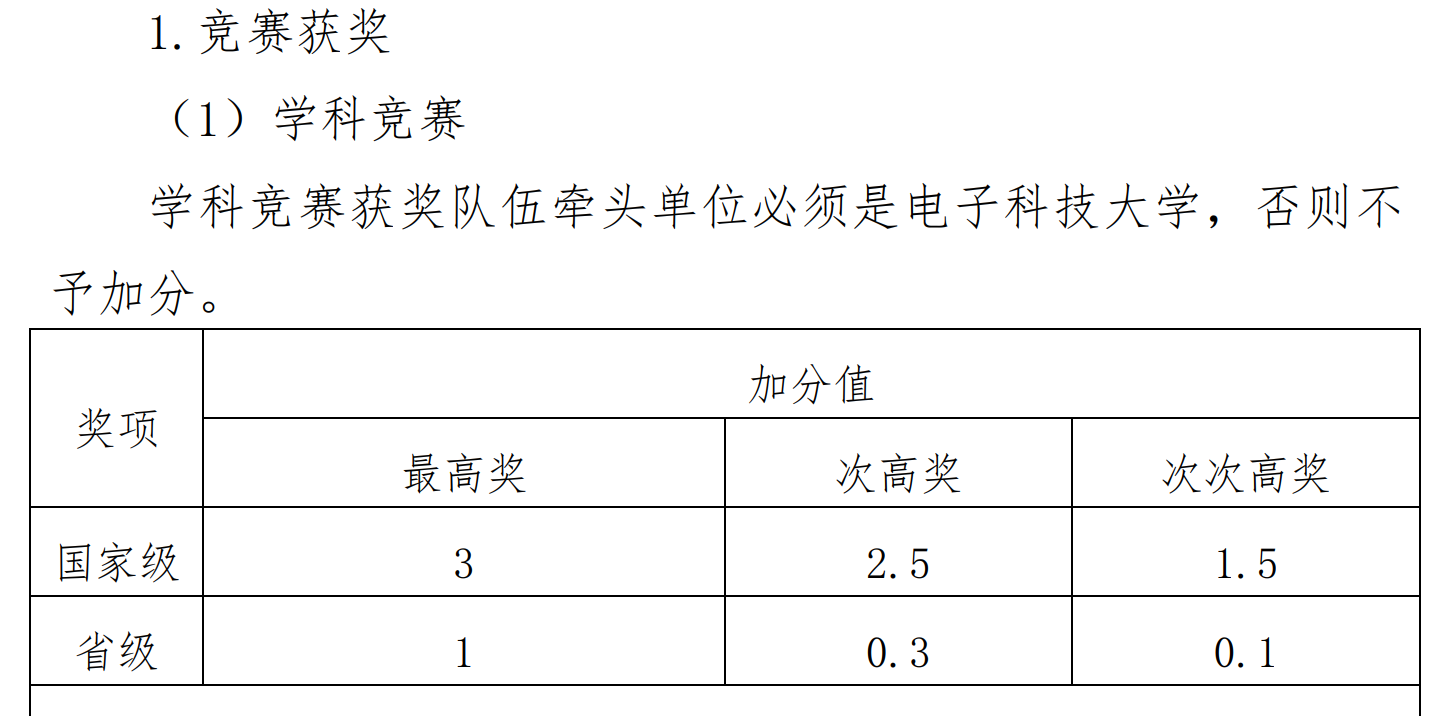 1.竞赛获奖
（1）学科竞赛
学科竞赛获奖队伍牵头单位必须是电子科技大学，否则不
予加分。
奖项 加分值
最高奖 次高奖 次次高奖
国家级 3 2.5 1.5
省级 1 0.3 0.1